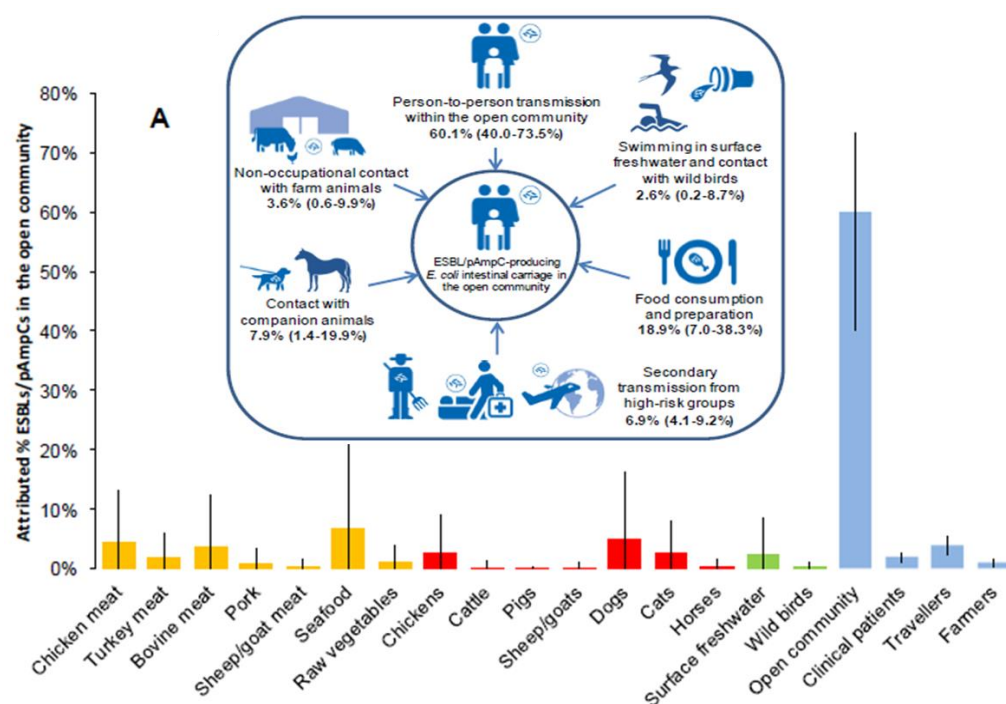 A
Person-to-person transmission
within the open community
60.1% (40.0-73.5%)
Swimming in surface
freshwater and contact
with wild birds
2.6% (0.2-8.7%)
Non-occupational contact
with farm animals
3.6% (0.6-9.9%)
ESBL/pAmpC-producing
E. coli intestinal carriage in
the open community
Contact with
companion animals
7.9% (1.4-19.9%)
Food consumption
and preparation
18.9% (7.0-38.3%)
Secondary
transmission from
high-risk groups
6.9% (4.1-9.2%)
Attributed % ESBLs/pAmpCs in the open community
80%
70%
60%
50%
40%
30%
20%
10%
0%
Chicken meat
Turkey meat
Bovine meat
Pork
Sheep/goat meat
Seafood
Raw vegetables
Chickens
Cattle
Pigs
Sheep/goats
Dogs
Cats
Horses
Surface freshwater
Wild birds
Open community
Clinical patients
Travellers
Farmers